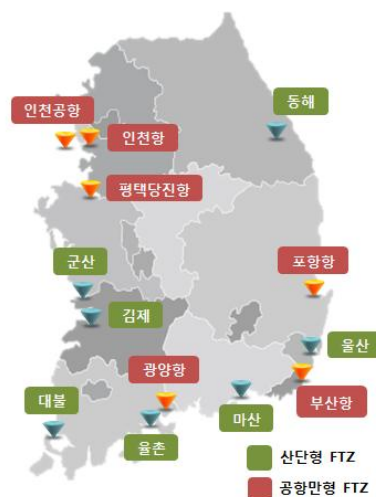 인천공항
동해
인천항
평택당진항
군산
포항항
김제
울산
광양항
대불
부산항
마산
율촌
산단형 FTZ
공항만형 FTZ